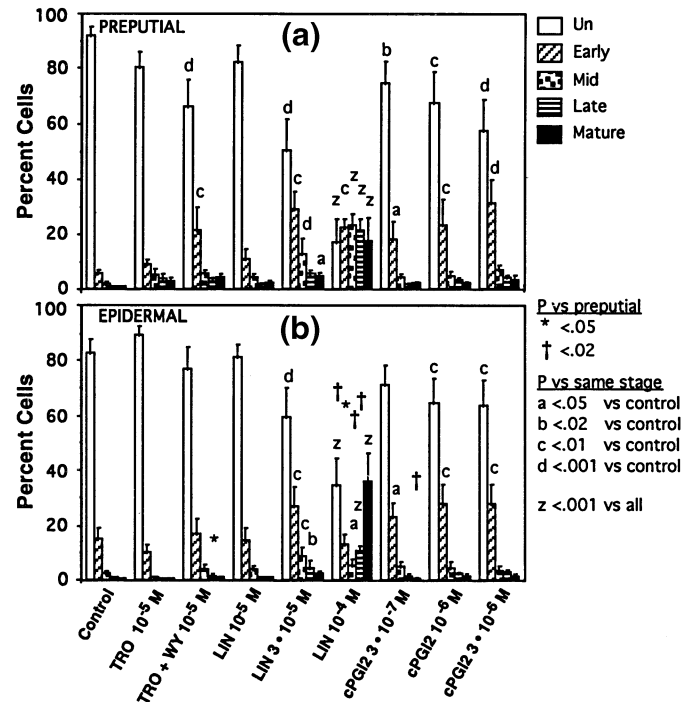 100
80
60
40
20
0
Percent Cells
PREPUTIAL
(a)
d
c
d
c
d
a
z
c
z
z
z
b
a
c
c
d
d
Un
Early
Mid
Late
Mature
100
80
60
40
20
0
Percent Cells
EPIDERMAL
(b)
*
d
c
c
b
†
*
†
†
z
a
z
z
a
†
c
c
c
c
P vs preputial
* <.05
† <.02
P vs same stage
a <.05 vs control
b <.02 vs control
c <.01 vs control
d <.001 vs control
z <.001 vs all
Control
TRO 10-5 M
TRO + WY 10-5 M
LIN 10-5 M
LIN 3 • 10-5 M
LIN 10-4 M
cPGI2 3 • 10-7 M
cPGI2 10-6 M
cPGI2 3 • 10-6 M